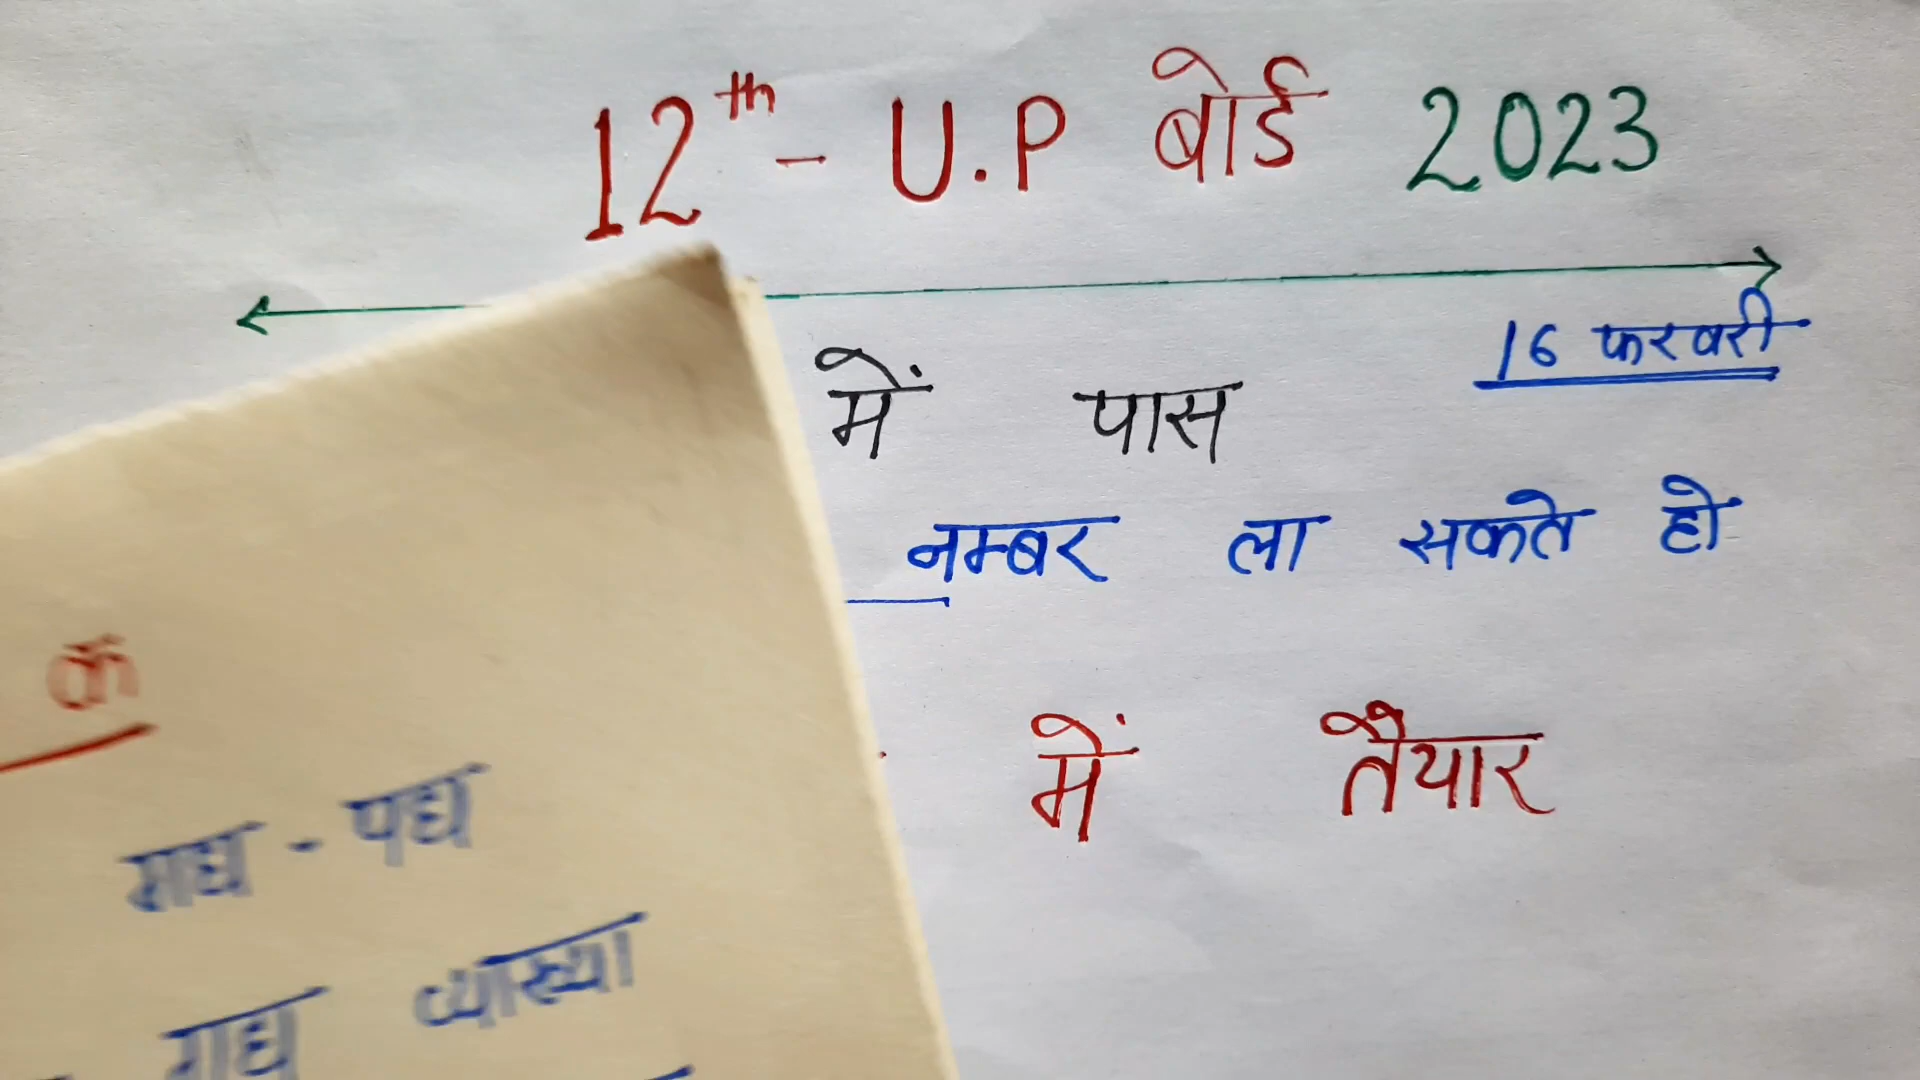 12th - U.P बोर्ड 2023
16 फरवरी
में पास
नम्बर ला सकते हो
में तैयार
क
गद्य - पद्य
गद्य व्याख्या